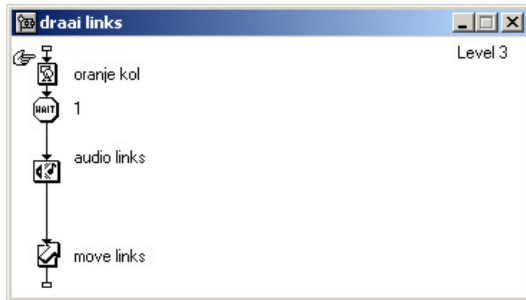 draai links
Level 3
oranje kol
WAIT 1
audio links
move links